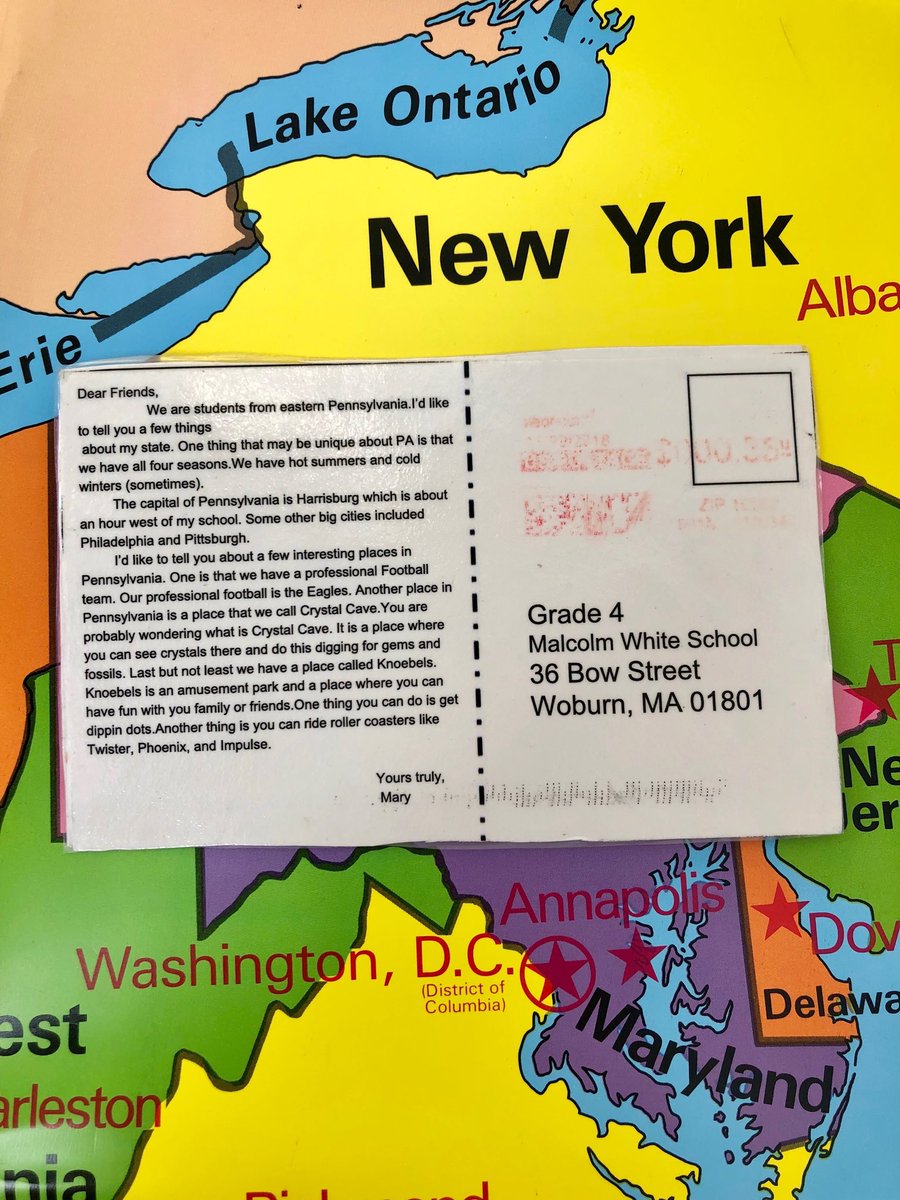 Lake Ontario
New York
Alba
Erie
Dear Friends,
We are students from eastern Pennsylvania.I'd like
to tell you a few things
about my state. One thing that may be unique about PA is that
we have all four seasons.We have hot summers and cold
winters (sometimes).
The capital of Pennsylvania is Harrisburg which is about
an hour west of my school. Some other big cities included
Philadelphia and Pittsburgh.
I'd like to tell you about a few interesting places in
Pennsylvania. One is that we have a professional Football
team. Our professional football is the Eagles. Another place in
Pennsylvania is a place that we call Crystal Cave.You are
probably wondering what is Crystal Cave. It is a place where
you can see crystals there and do this digging for gems and
fossils. Last but not least we have a place called Knoebels.
Knoebels is an amusement park and a place where you can
have fun with you family or friends.One thing you can do is get
dippin dots.Another thing is you can ride roller coasters like
Twister, Phoenix, and Impulse.
Yours truly,
Mary
Grade 4
Malcolm White School
36 Bow Street
Woburn, MA 01801
T
Ne
Jer
Annapolis
Washington, D.C.
(District of
Columbia)
Dov
Delawa
Maryland
est
arleston
nia
Richmond